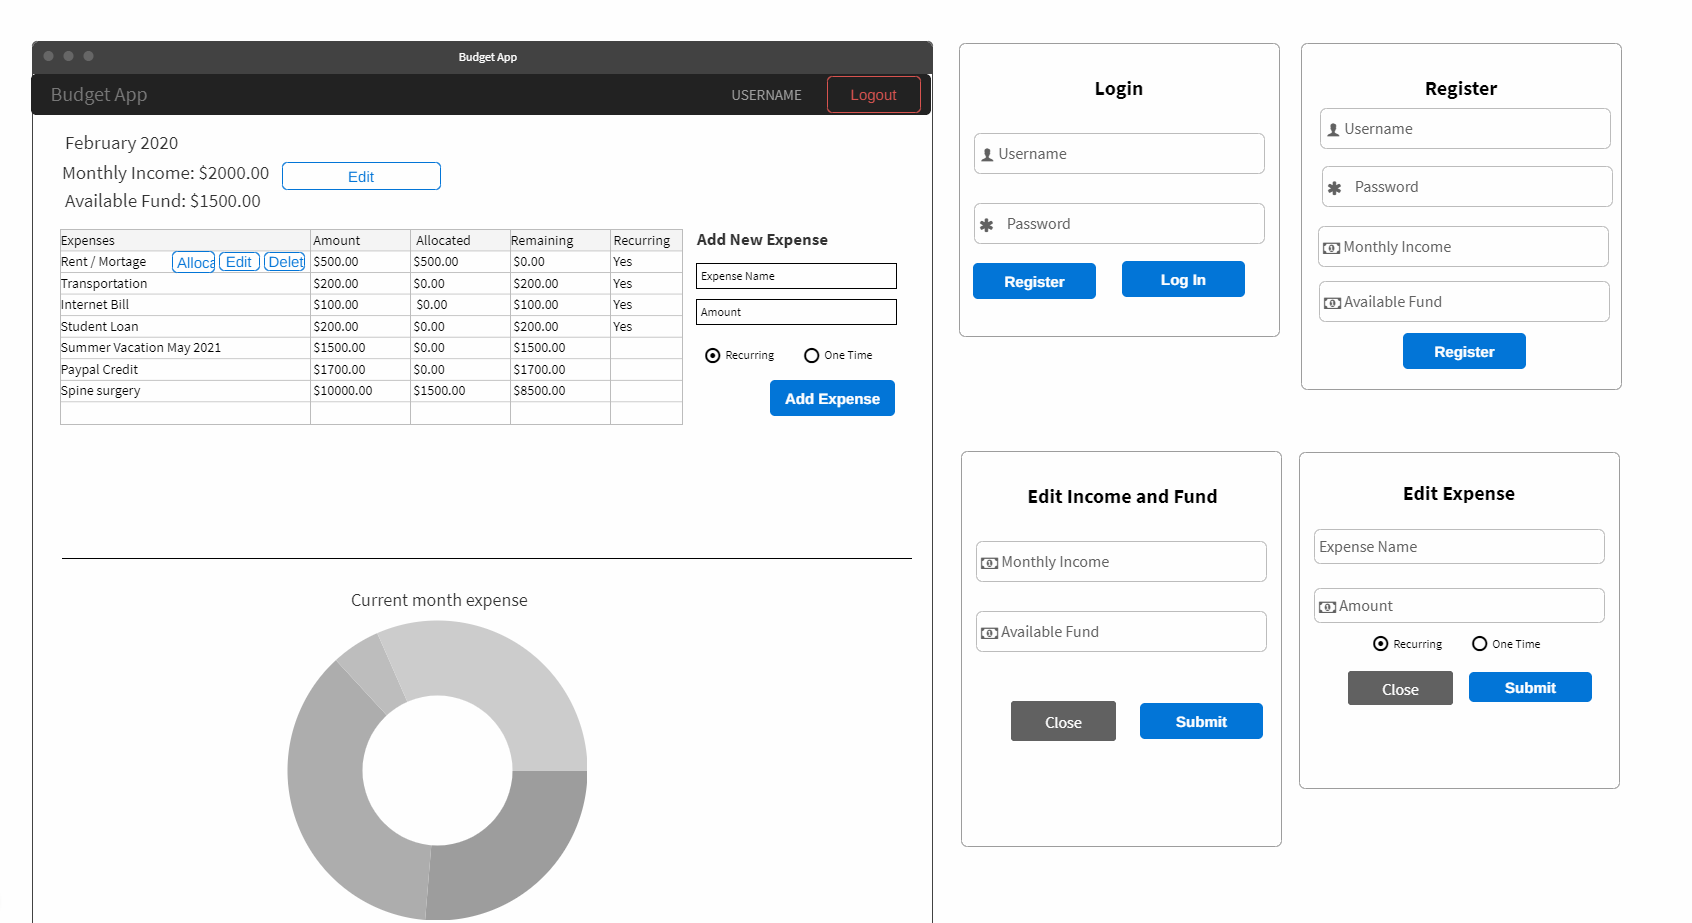 Budget App
Budget App USERNAME Logout
February 2020
Monthly Income: $2000.00 Edit
Available Fund: $1500.00
Expenses Amount Allocated Remaining Recurring
Rent / Mortage Alloca Edit Delet $500.00 $500.00 $0.00 Yes
Transportation $200.00 $0.00 $200.00 Yes
Internet Bill $100.00 $0.00 $100.00 Yes
Student Loan $200.00 $0.00 $200.00 Yes
Summer Vacation May 2021 $1500.00 $0.00 $1500.00
Paypal Credit $1700.00 $0.00 $1700.00
Spine surgery $10000.00 $1500.00 $8500.00
Add New Expense
Expense Name
Amount
Recurring One Time
Add Expense
Current month expense
Login
Username
Password
Register Log In
Register
Username
Password
Monthly Income
Available Fund
Register
Edit Income and Fund
Monthly Income
Available Fund
Close Submit
Edit Expense
Expense Name
Amount
Recurring One Time
Close Submit